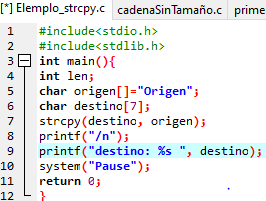 [*] Elemplo_strcpy.c cadenaSinTamaño.c prime
1 #include<stdio.h>
2 #include<stdlib.h>
3 int main(){
4 int len;
5 char origen[]="Origen";
6 char destino[7];
7 strcpy(destino, origen);
8 printf("/n");
9 printf("destino: %s ", destino);
10 system("Pause");
11 return 0;
12 }